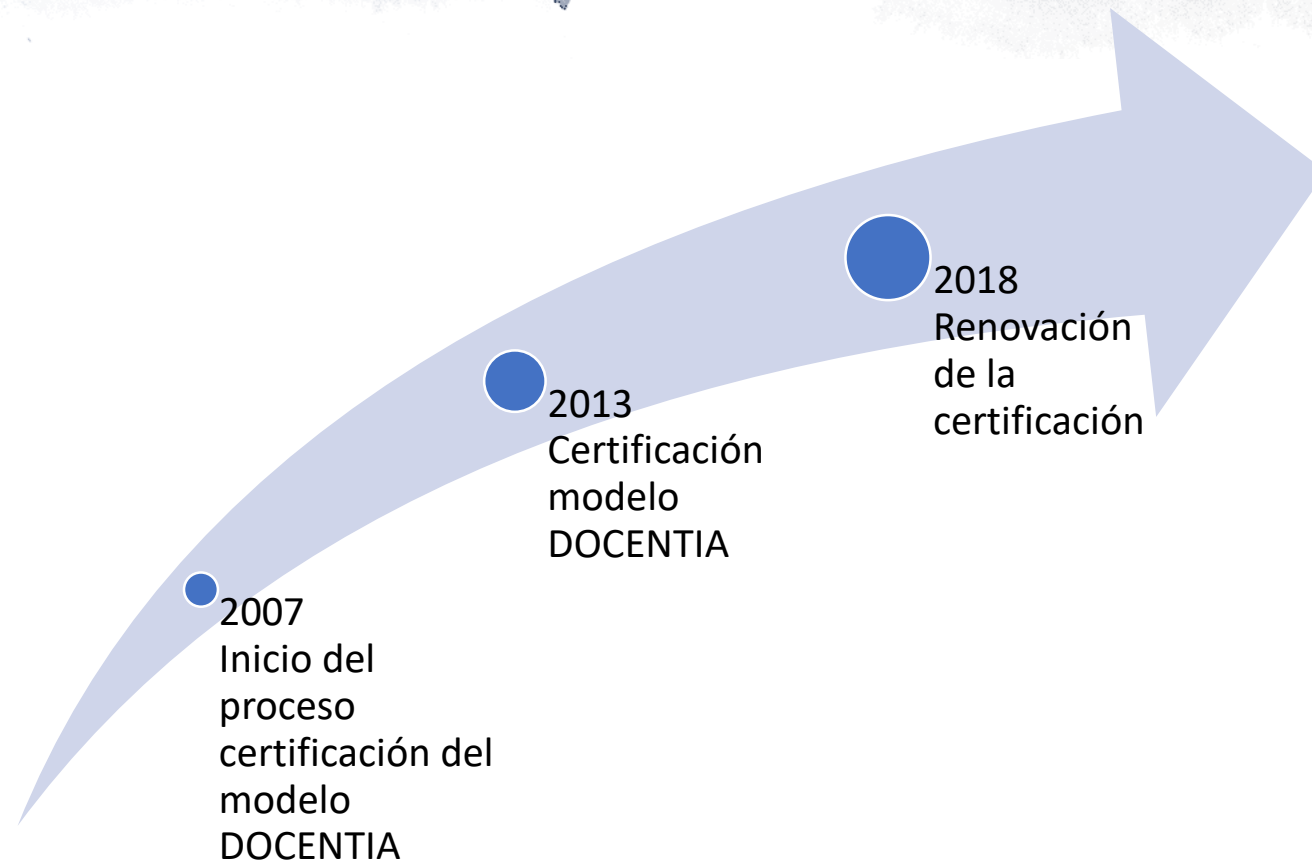 2007
Inicio del
proceso
certificación del
modelo
DOCENTIA
2013
Certificación
modelo
DOCENTIA
2018
Renovación
de la
certificación